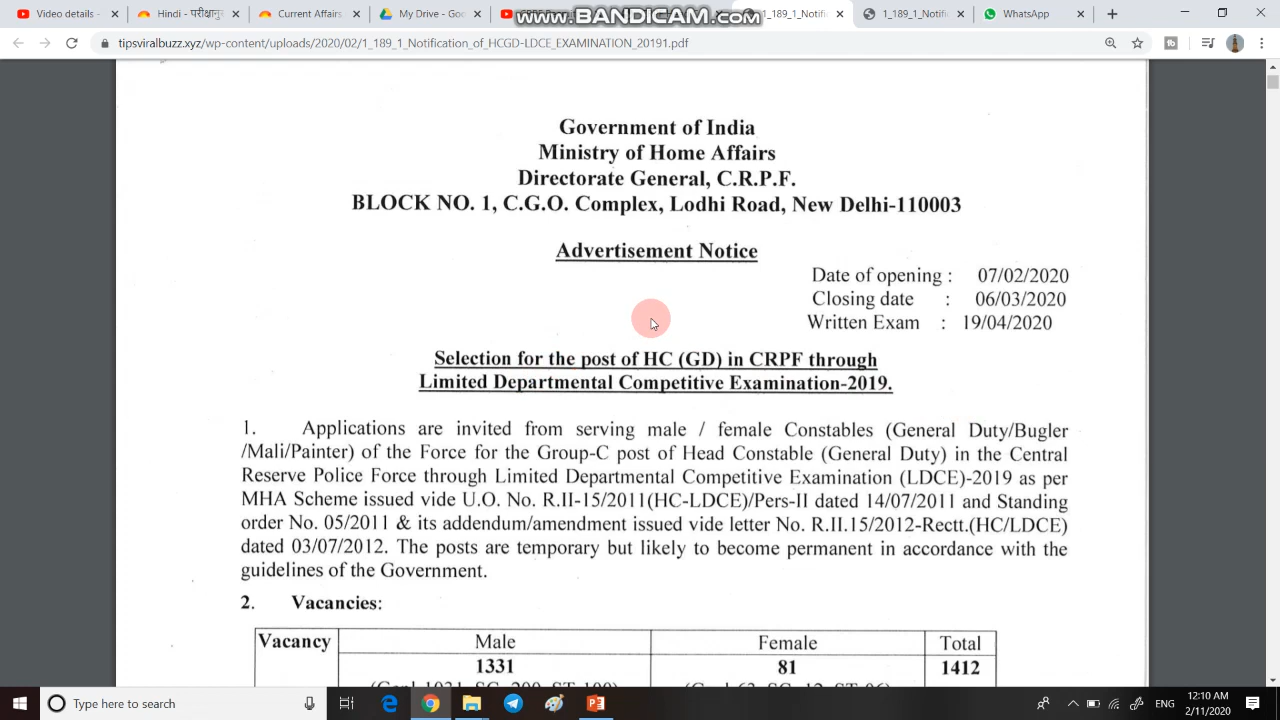 Video details -
Hindi - साहित्य
Current Affairs
My Drive - Goo
www.BANDICAM.com
1_189_1_Notifi
1_189_1_Notifi
WhatsApp
tipsviralbuzz.xyz/wp-content/uploads/2020/02/1_189_1_Notification_of_HCGD-LDCE_EXAMINATION_20191.pdf
Government of India
Ministry of Home Affairs
Directorate General, C.R.P.F.
BLOCK NO. 1, C.G.O. Complex, Lodhi Road, New Delhi-110003
Advertisement Notice
Date of opening : 07/02/2020
Closing date : 06/03/2020
Written Exam : 19/04/2020
Selection for the post of HC (GD) in CRPF through
Limited Departmental Competitive Examination-2019.
1. Applications are invited from serving male / female Constables (General Duty/Bugler
/Mali/Painter) of the Force for the Group-C post of Head Constable (General Duty) in the Central
Reserve Police Force through Limited Departmental Competitive Examination (LDCE)-2019 as per
MHA Scheme issued vide U.O. No. R.II-15/2011(HC-LDCE)/Pers-II dated 14/07/2011 and Standing
order No. 05/2011 & its addendum/amendment issued vide letter No. R.II.15/2012-Rectt.(HC/LDCE)
dated 03/07/2012. The posts are temporary but likely to become permanent in accordance with the
guidelines of the Government.
2. Vacancies:
Vacancy Male Female Total
1331 81 1412
Type here to search
ENG
12:10 AM
2/11/2020